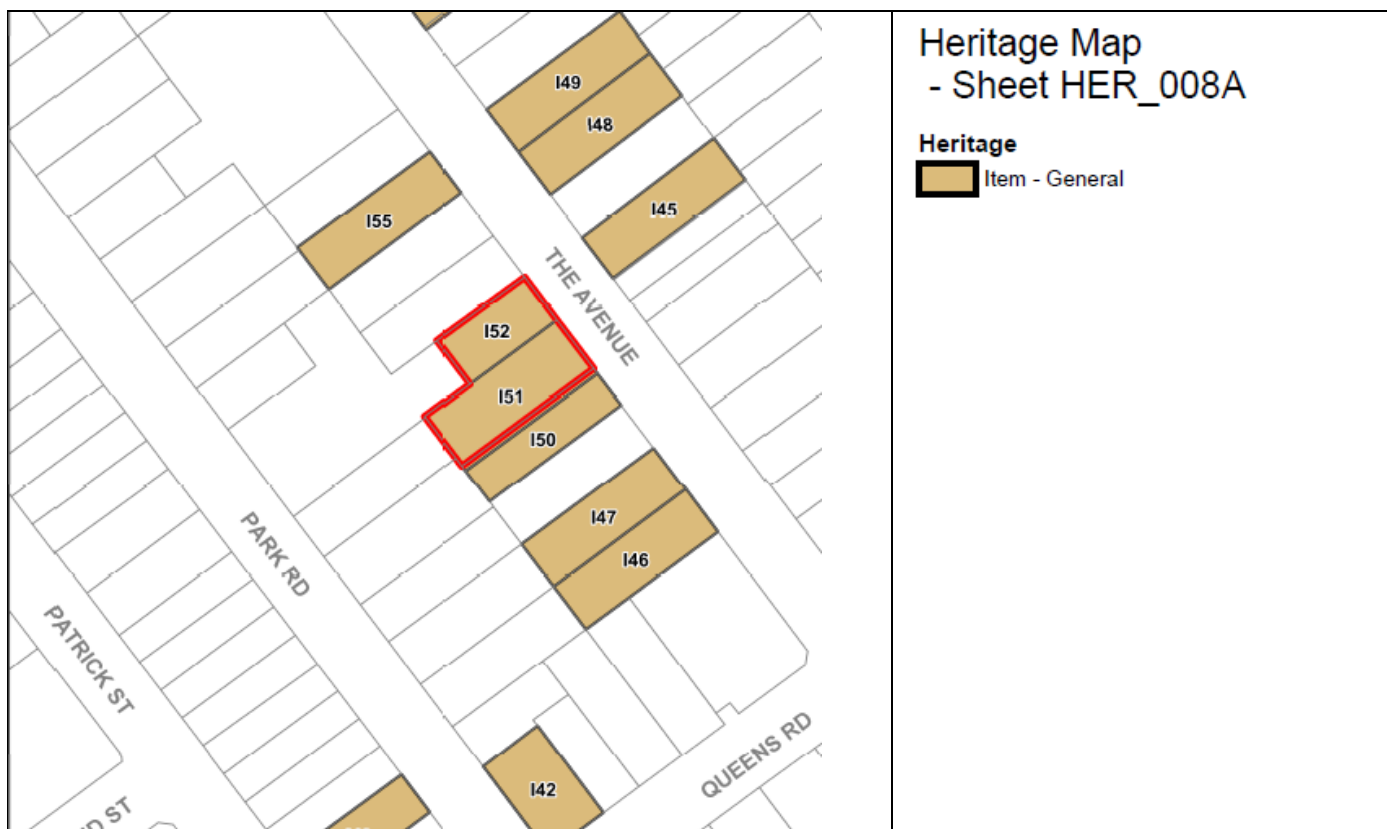 Heritage Map
- Sheet HER_008A
Heritage
Item - General
I49
I48
I45
I55
THE AVENUE
I52
I51
I50
I47
I46
PARK RD
PATRICK ST
QUEENS RD
I42
ST